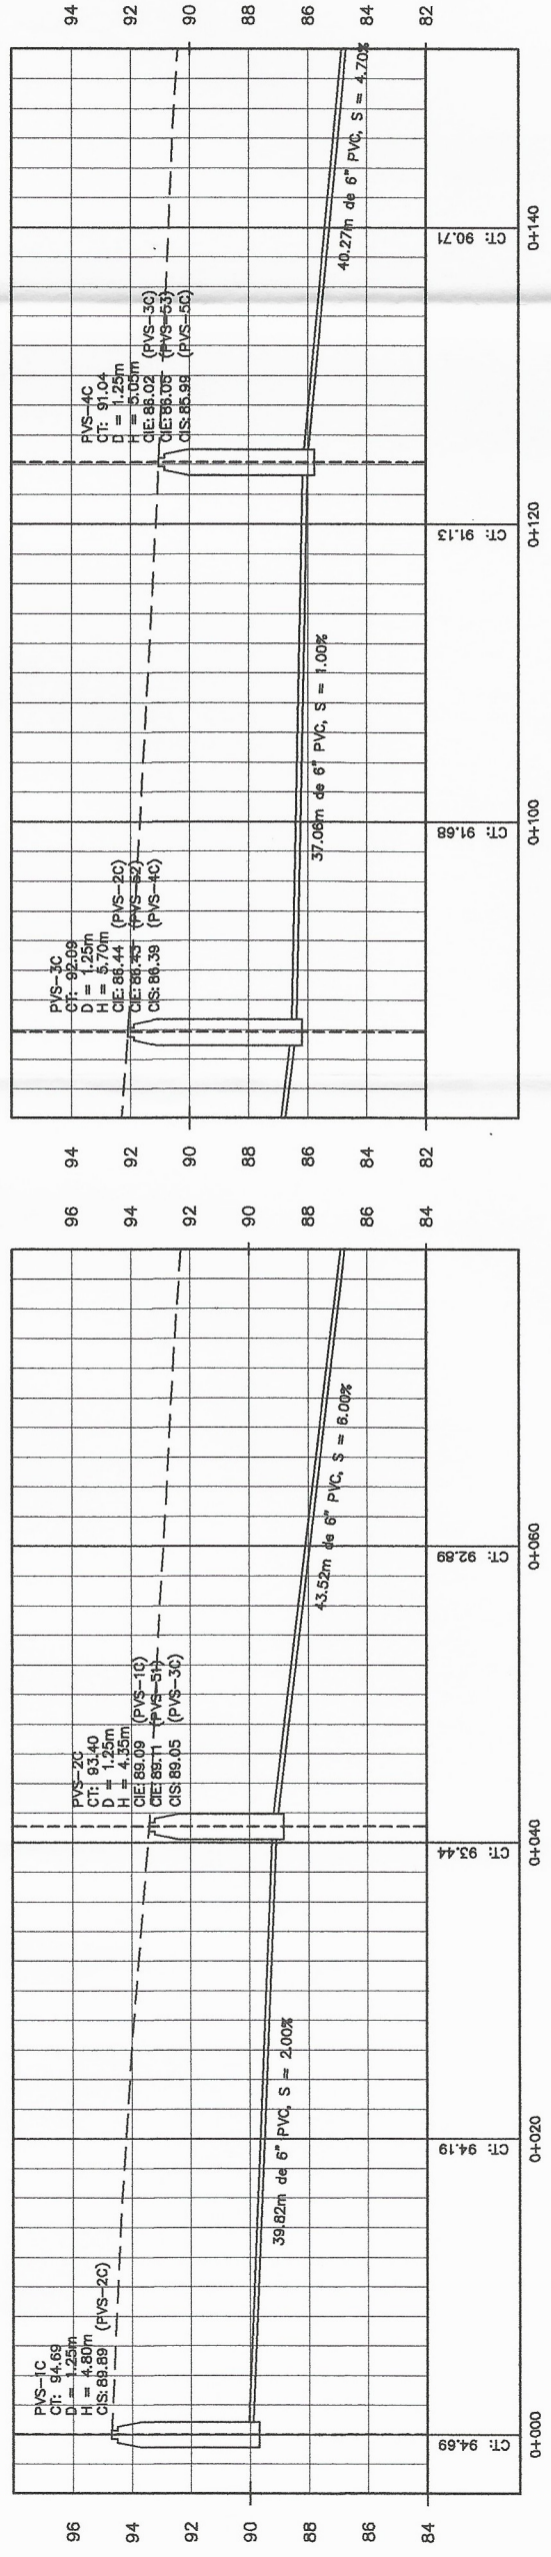 96
94
92
90
88
86
84
PVS-1C
CT: 94.69
D = 1.25m
H = 4.80m
CIS: 89.89 (PVS-2C)
39.82m de 6" PVC, S = 2.00%
PVS-2C
CT: 93.40
D = 1.25m
H = 4.35m
CIE: 89.09 (PVS-1C)
CIE: 89.11 (PVS-51)
CIS: 89.05 (PVS-3C)
43.52m de 6" PVC, S = 6.00%
CT: 94.69
CT: 94.19
CT: 93.44
CT: 92.89
0+000
0+020
0+040
0+060
96
94
92
90
88
86
84
94
92
90
88
86
84
82
PVS-3C
CT: 92.09
D = 1.25m
H = 5.70m
CIE: 86.44 (PVS-2C)
CIE: 86.43 (PVS-52)
CIS: 86.39 (PVS-4C)
37.06m de 6" PVC, S = 1.00%
PVS-4C
CT: 91.04
D = 1.25m
H = 5.05m
CIE: 86.02 (PVS-3C)
CIE: 86.05 (PVS-53)
CIS: 85.99 (PVS-5C)
40.27m de 6" PVC, S = 4.70%
CT: 91.68
CT: 91.13
CT: 90.71
0+100
0+120
0+140
94
92
90
88
86
84
82